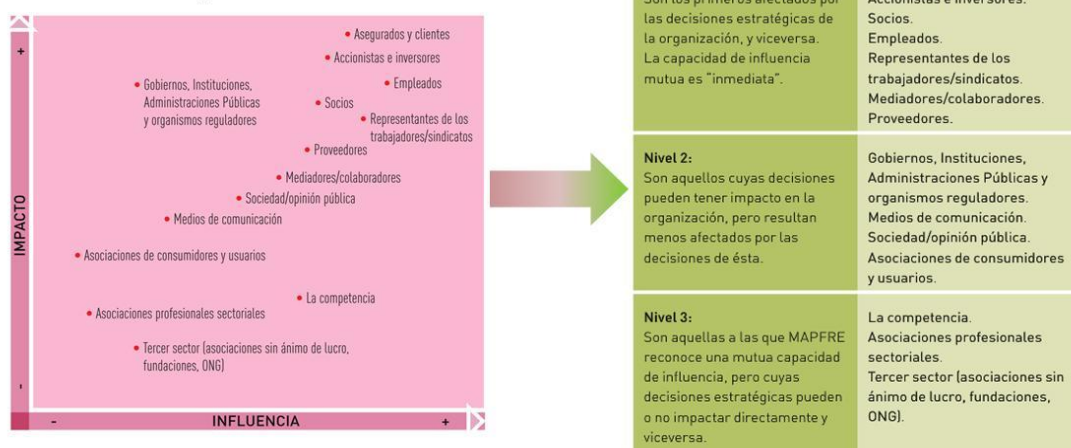 +
IMPACTO
-
• Asegurados y clientes
• Accionistas e inversores
• Gobiernos, Instituciones,
Administraciones Públicas
y organismos reguladores
• Empleados
• Socios
• Representantes de los
trabajadores/sindicatos
• Proveedores
• Mediadores/colaboradores
• Sociedad/opinión pública
• Medios de comunicación
• Asociaciones de consumidores y usuarios
• La competencia
• Asociaciones profesionales sectoriales
• Tercer sector (asociaciones sin ánimo de lucro,
fundaciones, ONG)
- INFLUENCIA +
Son los primeros afectados por
las decisiones estratégicas de
la organización, y viceversa.
La capacidad de influencia
mutua es "inmediata".
Accionistas e inversores.
Socios.
Empleados.
Representantes de los
trabajadores/sindicatos.
Mediadores/colaboradores.
Proveedores.
Nivel 2:
Son aquellos cuyas decisiones
pueden tener impacto en la
organización, pero resultan
menos afectados por las
decisiones de ésta.
Gobiernos, Instituciones,
Administraciones Públicas y
organismos reguladores.
Medios de comunicación.
Sociedad/opinión pública.
Asociaciones de consumidores
y usuarios.
Nivel 3:
Son aquellas a las que MAPFRE
reconoce una mutua capacidad
de influencia, pero cuyas
decisiones estratégicas pueden
o no impactar directamente y
viceversa.
La competencia.
Asociaciones profesionales
sectoriales.
Tercer sector (asociaciones sin
ánimo de lucro, fundaciones,
ONG).